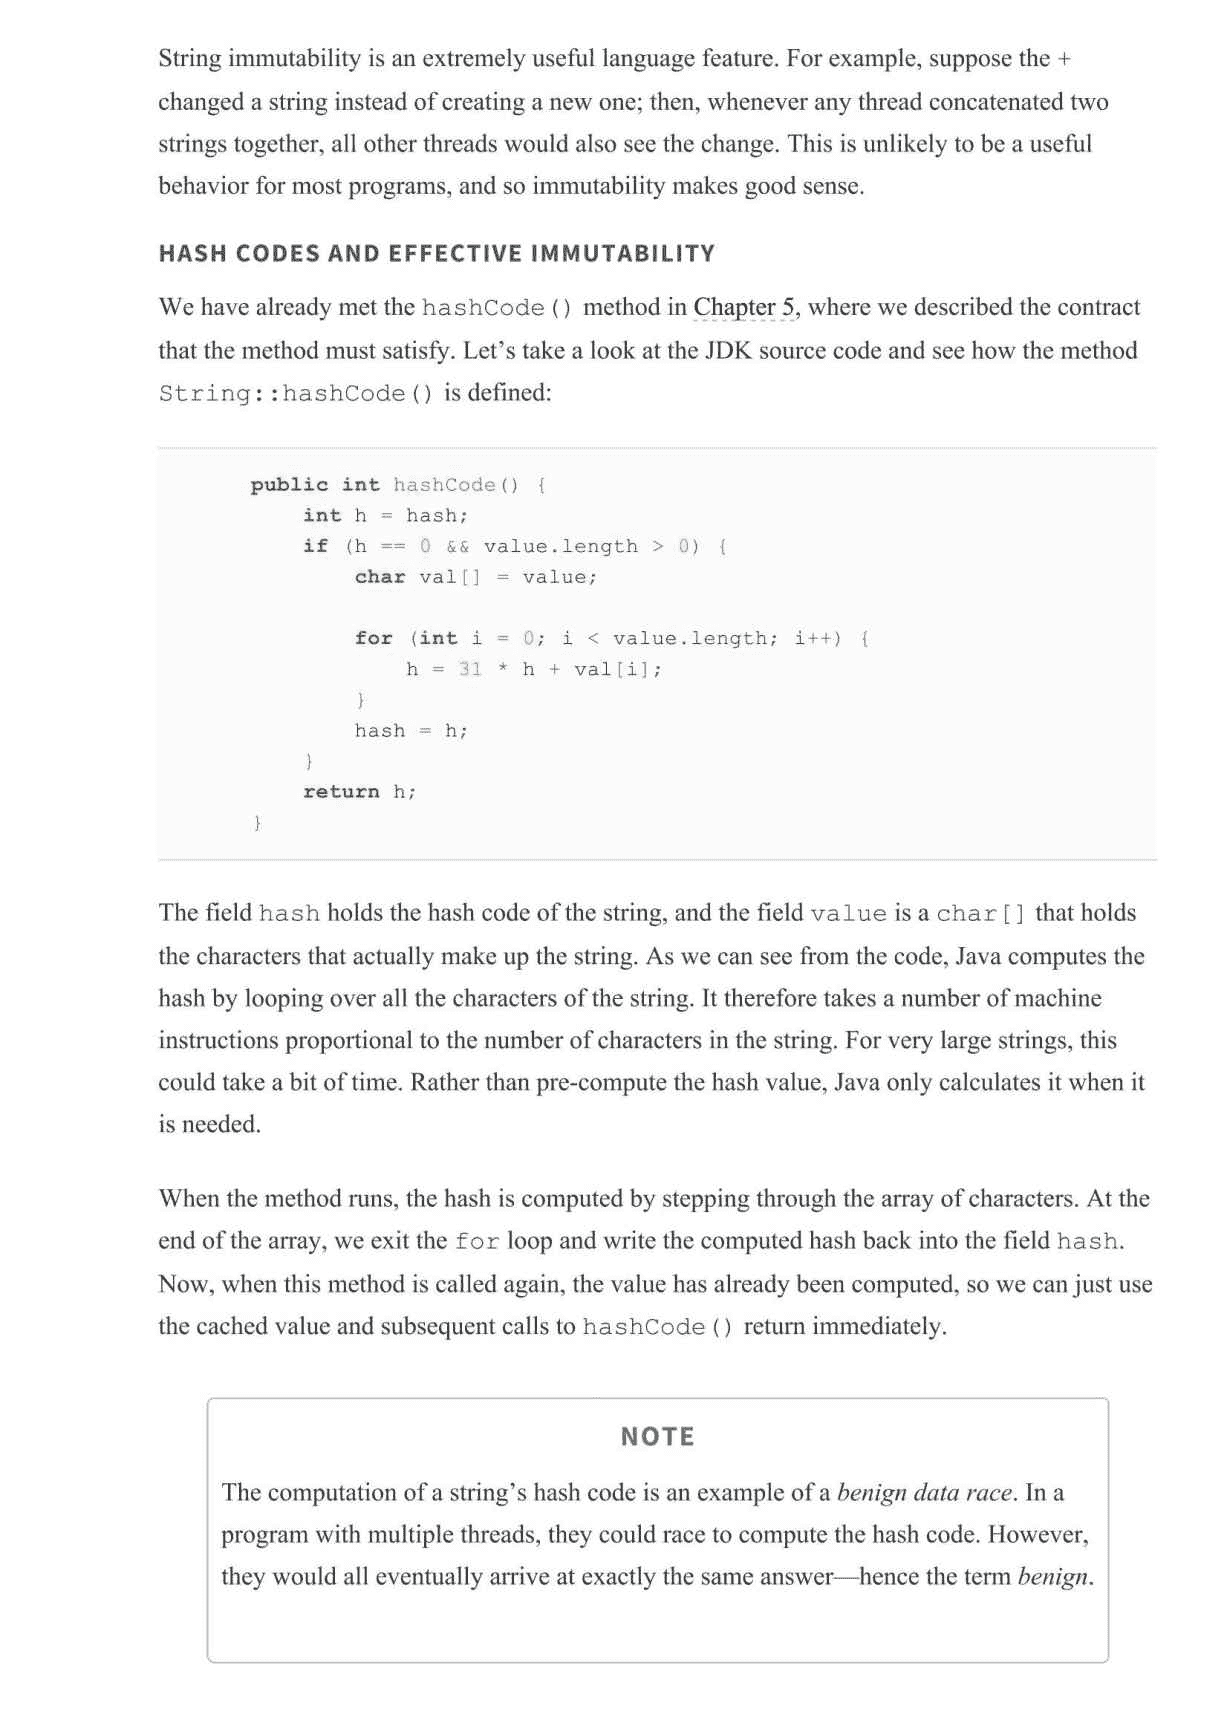 String immutability is an extremely useful language feature. For example, suppose the +
changed a string instead of creating a new one; then, whenever any thread concatenated two
strings together, all other threads would also see the change. This is unlikely to be a useful
behavior for most programs, and so immutability makes good sense.
HASH CODES AND EFFECTIVE IMMUTABILITY
We have already met the hashCode() method in Chapter 5, where we described the contract
that the method must satisfy. Let’s take a look at the JDK source code and see how the method
String::hashCode() is defined:
public int hashCode() {
    int h = hash;
    if (h == 0 && value.length > 0) {
        char val[] = value;
        for (int i = 0; i < value.length; i++) {
            h = 31 * h + val[i];
        }
        hash = h;
    }
    return h;
}
The field hash holds the hash code of the string, and the field value is a char[] that holds
the characters that actually make up the string. As we can see from the code, Java computes the
hash by looping over all the characters of the string. It therefore takes a number of machine
instructions proportional to the number of characters in the string. For very large strings, this
could take a bit of time. Rather than pre-compute the hash value, Java only calculates it when it
is needed.
When the method runs, the hash is computed by stepping through the array of characters. At the
end of the array, we exit the for loop and write the computed hash back into the field hash.
Now, when this method is called again, the value has already been computed, so we can just use
the cached value and subsequent calls to hashCode() return immediately.
NOTE
The computation of a string’s hash code is an example of a benign data race. In a
program with multiple threads, they could race to compute the hash code. However,
they would all eventually arrive at exactly the same answer—hence the term benign.